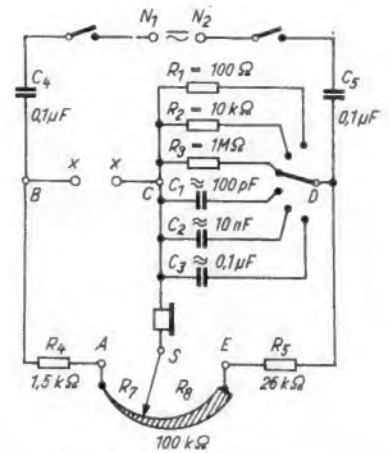 N1 ≈ N2
C4
0,1µF
C5
0,1µF
R1 = 100 Ω
R2 = 10 kΩ
R3 = 1MΩ
x x
B C D
C1 ≈ 100 pF
C2 ≈ 10 nF
C3 ≈ 0,1µF
R4 A S E R5
1,5 kΩ R7 R8 26 kΩ
100 kΩ